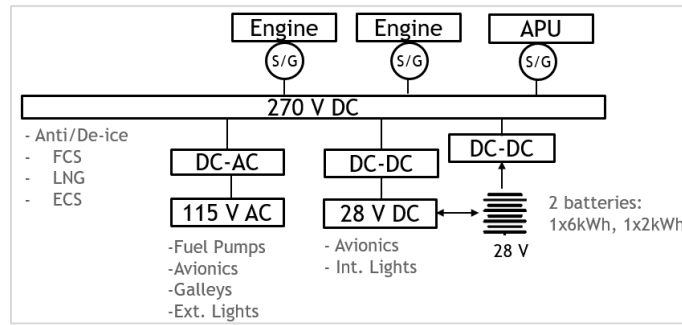 Engine Engine APU
S/G S/G S/G
270 V DC
- Anti/De-ice
- FCS
- LNG
- ECS
DC-AC DC-DC DC-DC
115 V AC 28 V DC
2 batteries:
1x6kWh, 1x2kWh
28 V
-Fuel Pumps
-Avionics
-Galleys
-Ext. Lights
- Avionics
- Int. Lights